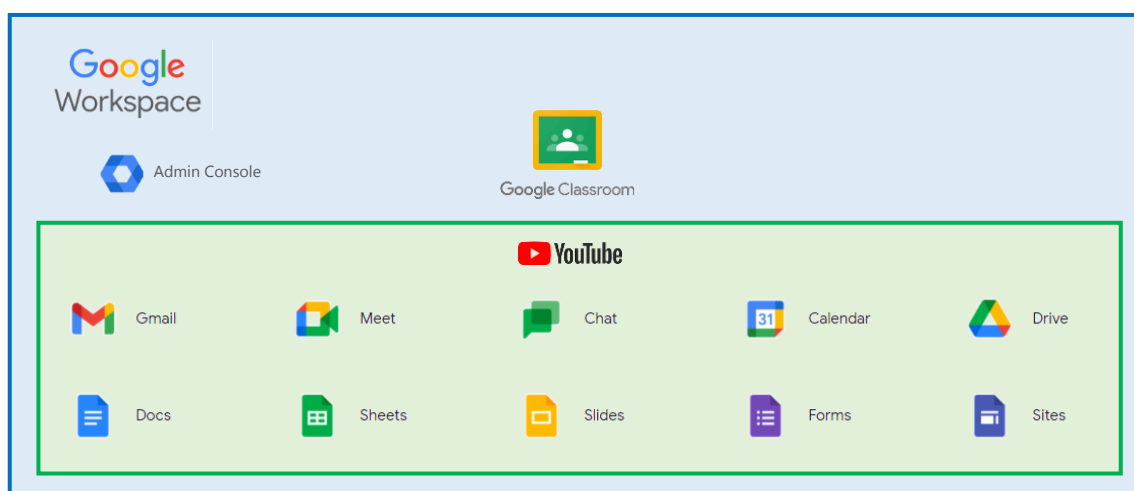 Google
Workspace
Admin Console
Google Classroom
YouTube
Gmail
Meet
Chat
31
Calendar
Drive
Docs
Sheets
Slides
Forms
Sites